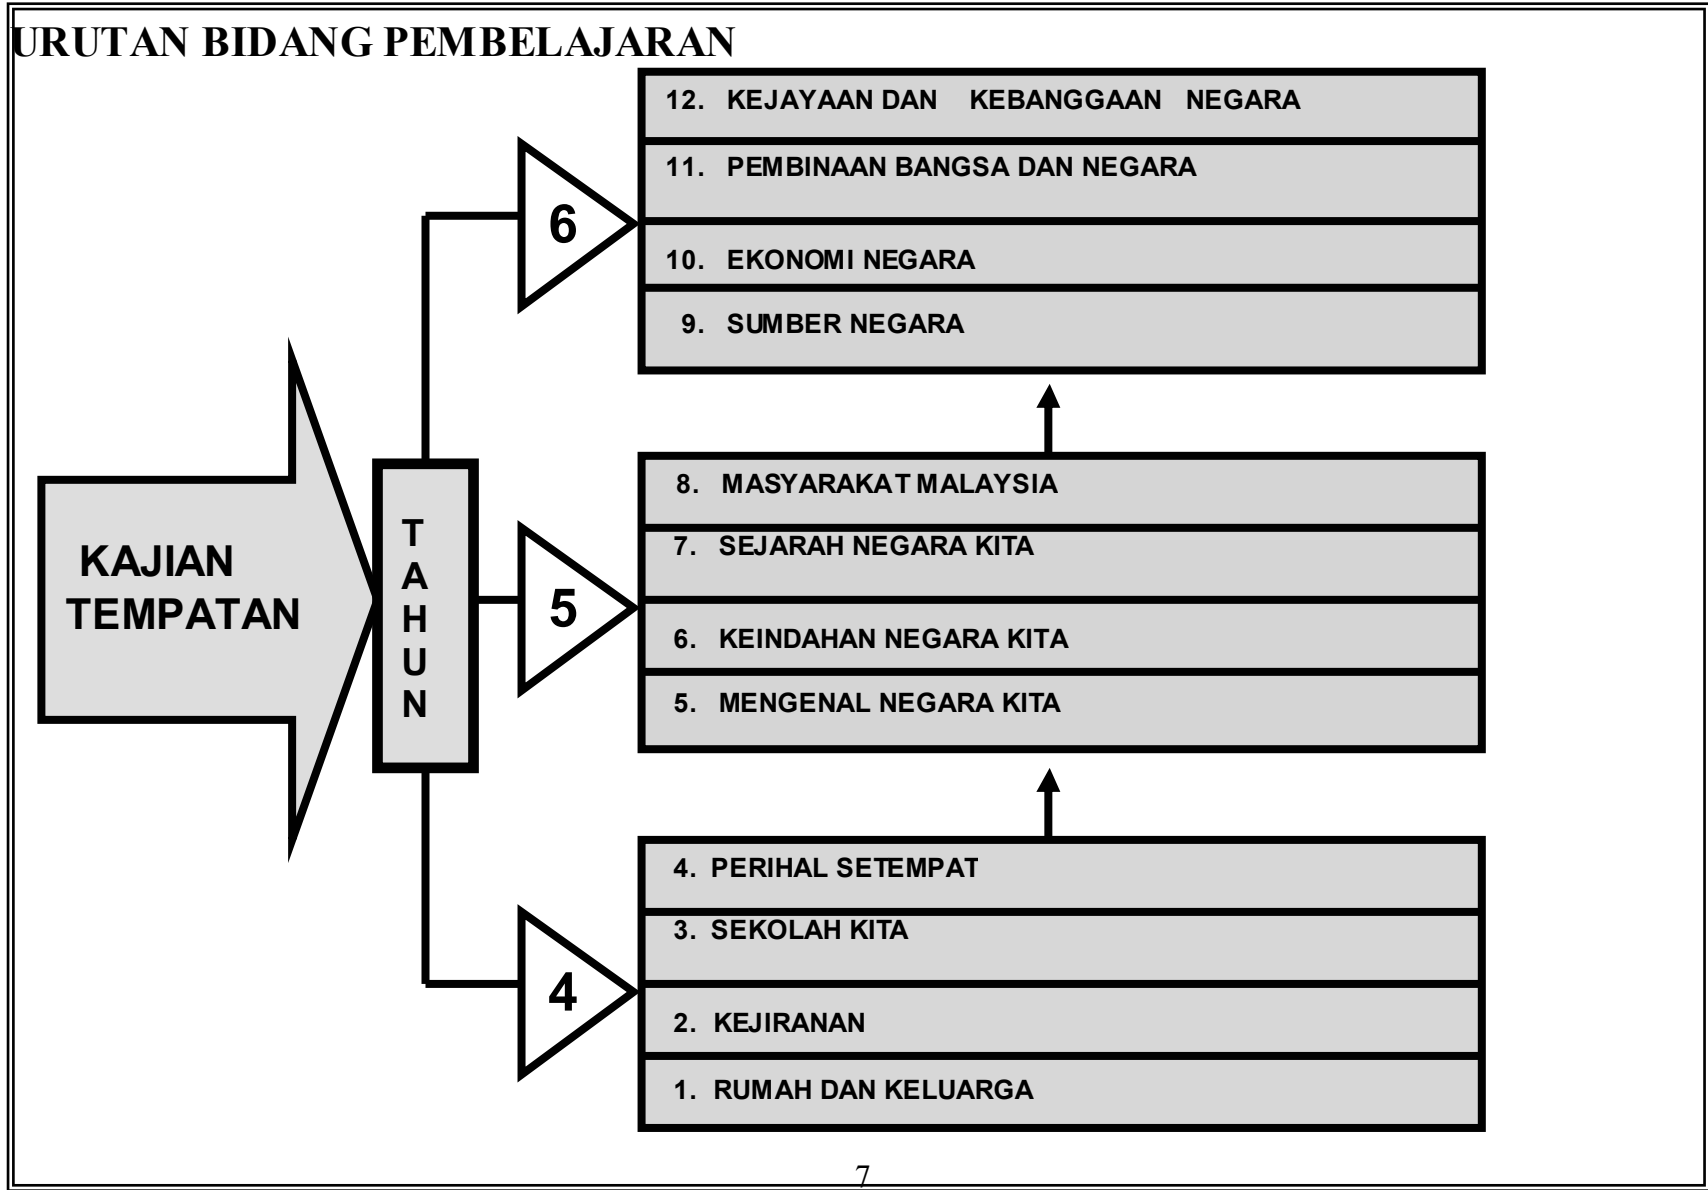 URUTAN BIDANG PEMBELAJARAN
12. KEJAYAAN DAN KEBANGGAAN NEGARA
11. PEMBINAAN BANGSA DAN NEGARA
6
10. EKONOMI NEGARA
9. SUMBER NEGARA
KAJIAN
TEMPATAN
T
A
H
U
N
8. MASYARAKAT MALAYSIA
7. SEJARAH NEGARA KITA
5
6. KEINDAHAN NEGARA KITA
5. MENGENAL NEGARA KITA
4. PERIHAL SETEMPAT
3. SEKOLAH KITA
4
2. KEJIRANAN
1. RUMAH DAN KELUARGA
7